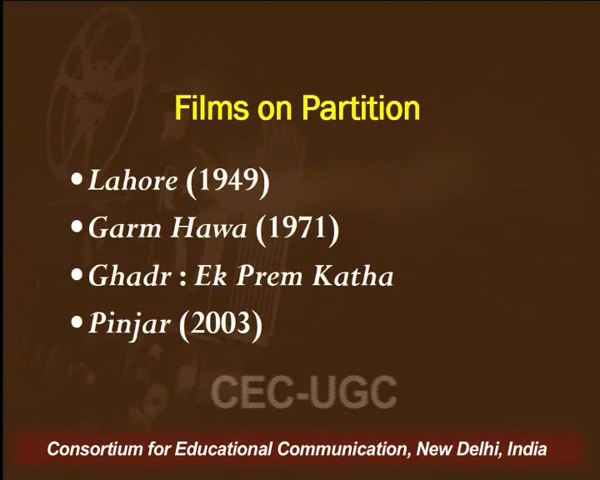 Films on Partition
•Lahore (1949)
•Garm Hawa (1971)
•Ghadr : Ek Prem Katha
•Pinjar (2003)
CEC-UGC
Consortium for Educational Communication, New Delhi, India